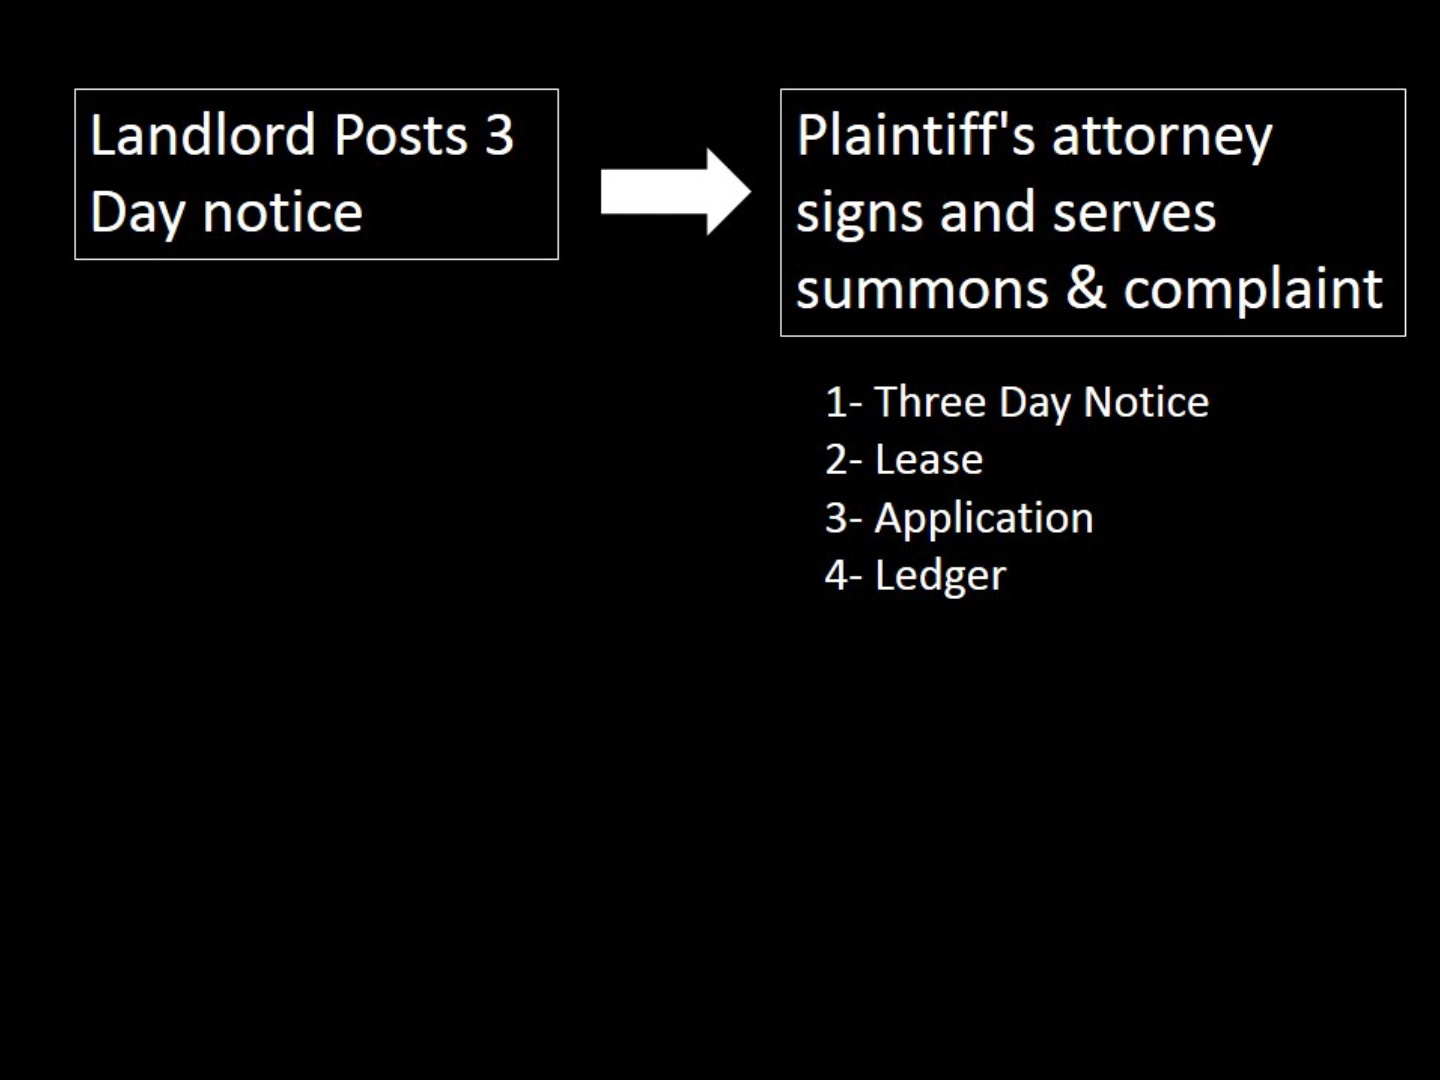 Landlord Posts 3
Day notice
Plaintiff's attorney
signs and serves
summons & complaint
1- Three Day Notice
2- Lease
3- Application
4- Ledger